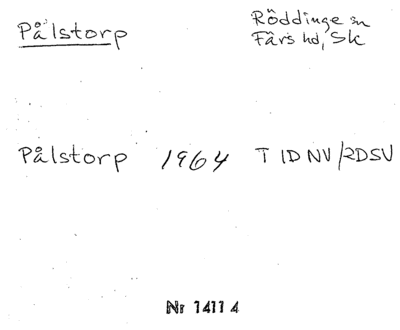 Pålstorp
Röddinge sn
Färs hd, Sk
Pålstorp 1964 T 1D NV/2D SV
Nr 1411 4